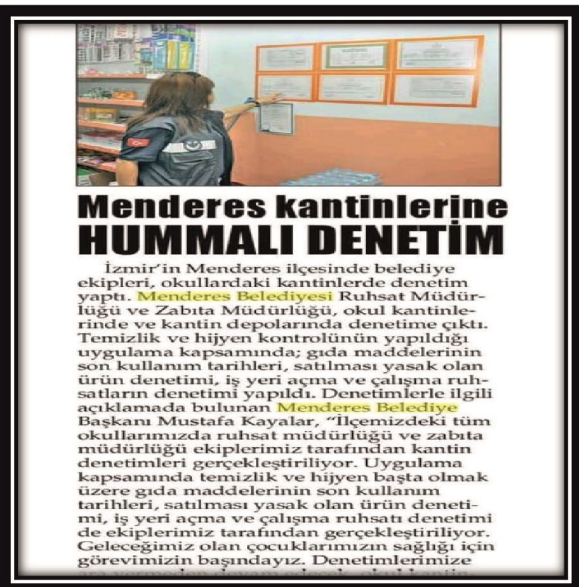 Menderes kantinlerine
HUMMALI DENETİM
İzmir'in Menderes ilçesinde belediye
ekipleri, okullardaki kantinlerde denetim
yaptı. Menderes Belediyesi Ruhsat Müdür-
lüğü ve Zabıta Müdürlüğü, okul kantinle-
rinde ve kantin depolarında denetime çıktı.
Temizlik ve hijyen kontrolünün yapıldığı
uygulama kapsamında; gıda maddelerinin
son kullanım tarihleri, satılması yasak olan
ürün denetimi, iş yeri açma ve çalışma ruh-
satların denetimi yapıldı. Denetimlerle ilgili
açıklamada bulunan Menderes Belediye
Başkanı Mustafa Kayalar, “İlçemizdeki tüm
okullarımızda ruhsat müdürlüğü ve zabıta
müdürlüğü ekiplerimiz tarafından kantin
denetimleri gerçekleştiriliyor. Uygulama
kapsamında temizlik ve hijyen başta olmak
üzere gıda maddelerinin son kullanım
tarihleri, satılması yasak olan ürün deneti-
mi, iş yeri açma ve çalışma ruhsatı denetimi
de ekiplerimiz tarafından gerçekleştiriliyor.
Geleceğimiz olan çocuklarımızın sağlığı için
görevimizin başındayız. Denetimlerimize